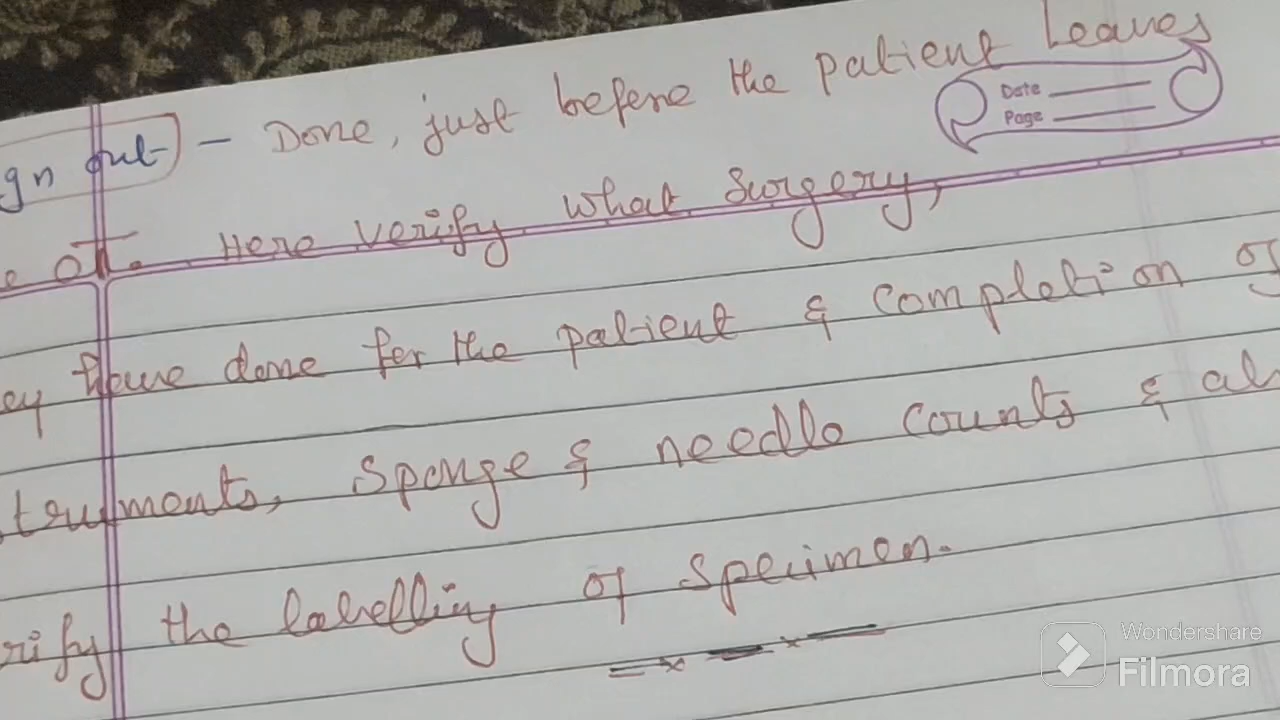 gn out - Done, just before the patient Leaves
Date
Page
e OT. Here verify what surgery,
ey have done for the patient & completion of
truments, Sponge & needle counts & al
rify the labelling of specimen.
Wondershare
Filmora